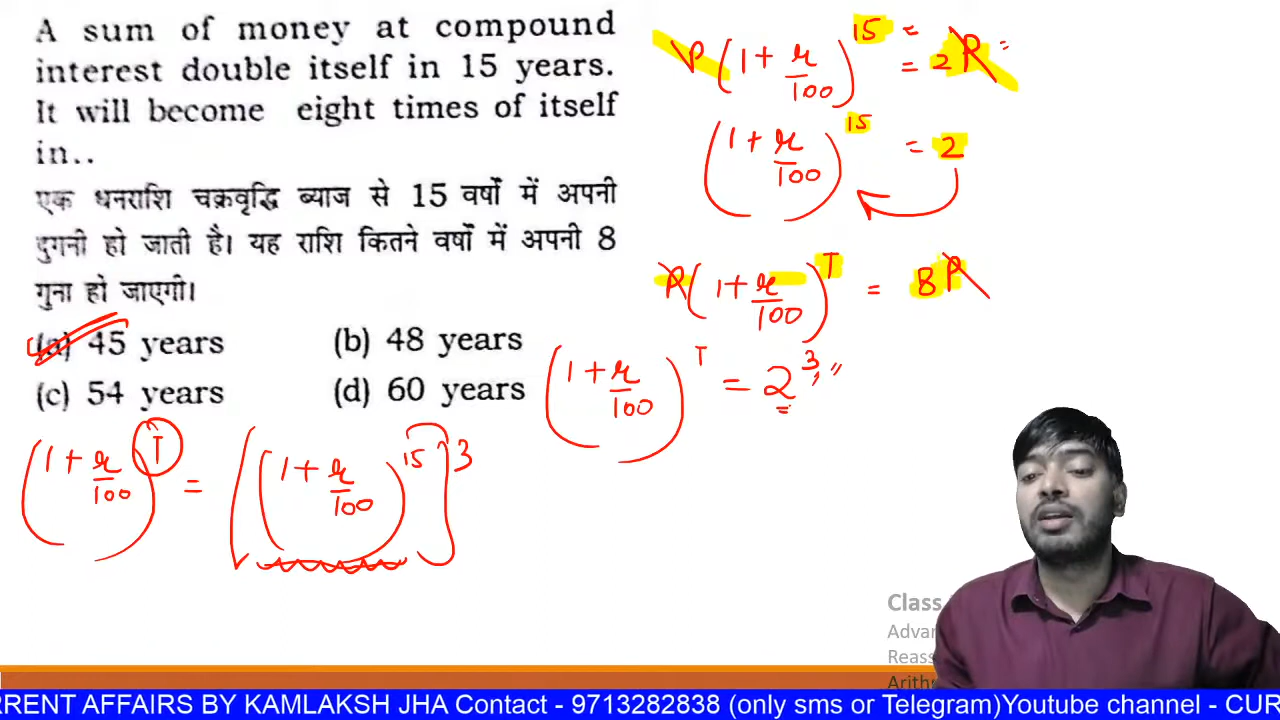 A sum of money at compound
interest double itself in 15 years.
It will become eight times of itself
in..
एक धनराशि चक्रवृद्धि ब्याज से 15 वर्षों में अपनी
दुगनी हो जाती है। यह राशि कितने वर्षों में अपनी 8
गुना हो जाएगी।
(a) 45 years (b) 48 years
(c) 54 years (d) 60 years
P(1+r/100)^15 = 2P
(1+r/100)^15 = 2
P(1+r/100)^T = 8P
(1+r/100)^T = 2^3
(1+r/100)^T = [(1+r/100)^15]^3
Class
Advan
Reas
Arith
RRENT AFFAIRS BY KAMLAKSH JHA Contact - 9713282838 (only sms or Telegram)Youtube channel - CUR